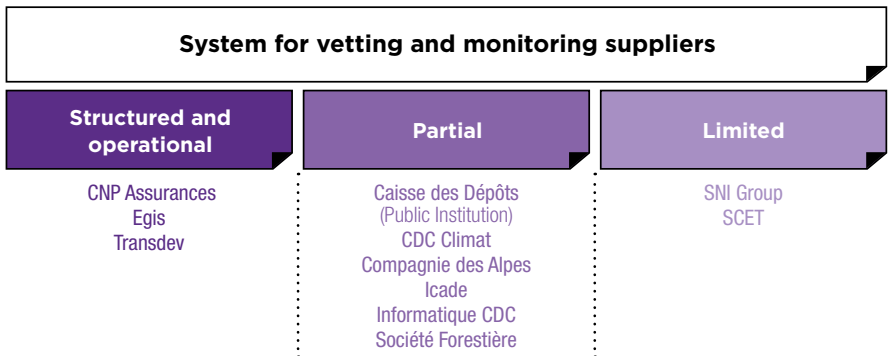 System for vetting and monitoring suppliers
Structured and
operational
Partial
Limited
CNP Assurances
Egis
Transdev
Caisse des Dépôts
(Public Institution)
CDC Climat
Compagnie des Alpes
Icade
Informatique CDC
Société Forestière
SNI Group
SCET